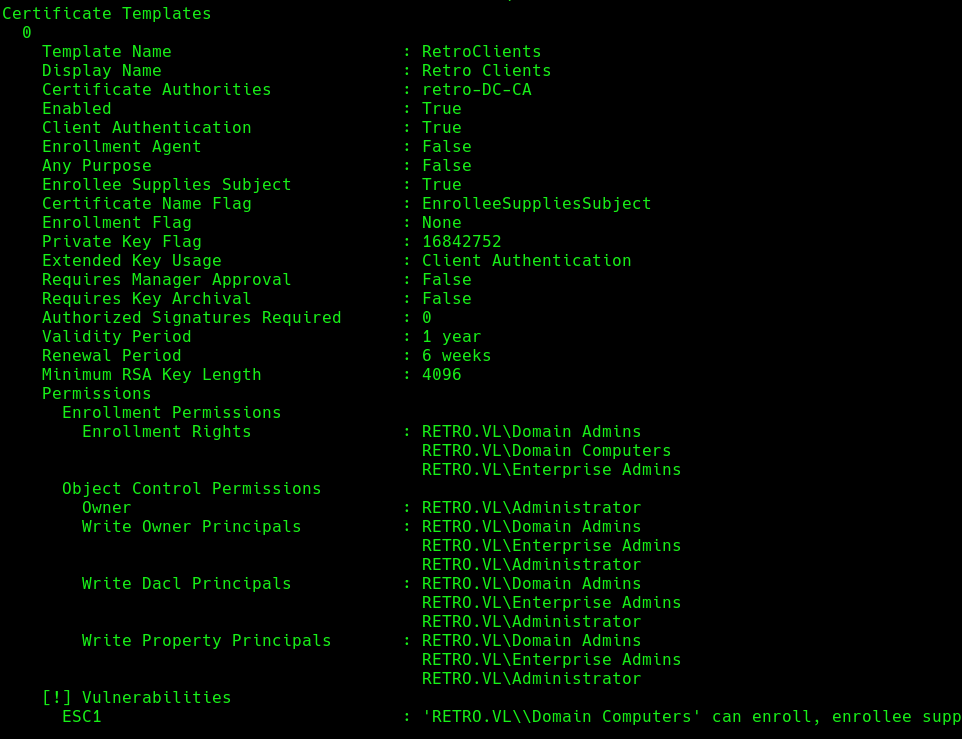 Certificate Templates
0
Template Name : RetroClients
Display Name : Retro Clients
Certificate Authorities : retro-DC-CA
Enabled : True
Client Authentication : True
Enrollment Agent : False
Any Purpose : False
Enrollee Supplies Subject : True
Certificate Name Flag : EnrolleeSuppliesSubject
Enrollment Flag : None
Private Key Flag : 16842752
Extended Key Usage : Client Authentication
Requires Manager Approval : False
Requires Key Archival : False
Authorized Signatures Required : 0
Validity Period : 1 year
Renewal Period : 6 weeks
Minimum RSA Key Length : 4096
Permissions
Enrollment Permissions
Enrollment Rights : RETRO.VL\Domain Admins
RETRO.VL\Domain Computers
RETRO.VL\Enterprise Admins
Object Control Permissions
Owner : RETRO.VL\Administrator
Write Owner Principals : RETRO.VL\Domain Admins
RETRO.VL\Enterprise Admins
RETRO.VL\Administrator
Write Dacl Principals : RETRO.VL\Domain Admins
RETRO.VL\Enterprise Admins
RETRO.VL\Administrator
Write Property Principals : RETRO.VL\Domain Admins
RETRO.VL\Enterprise Admins
RETRO.VL\Administrator
[!] Vulnerabilities
ESC1 : 'RETRO.VL\\Domain Computers' can enroll, enrollee supp